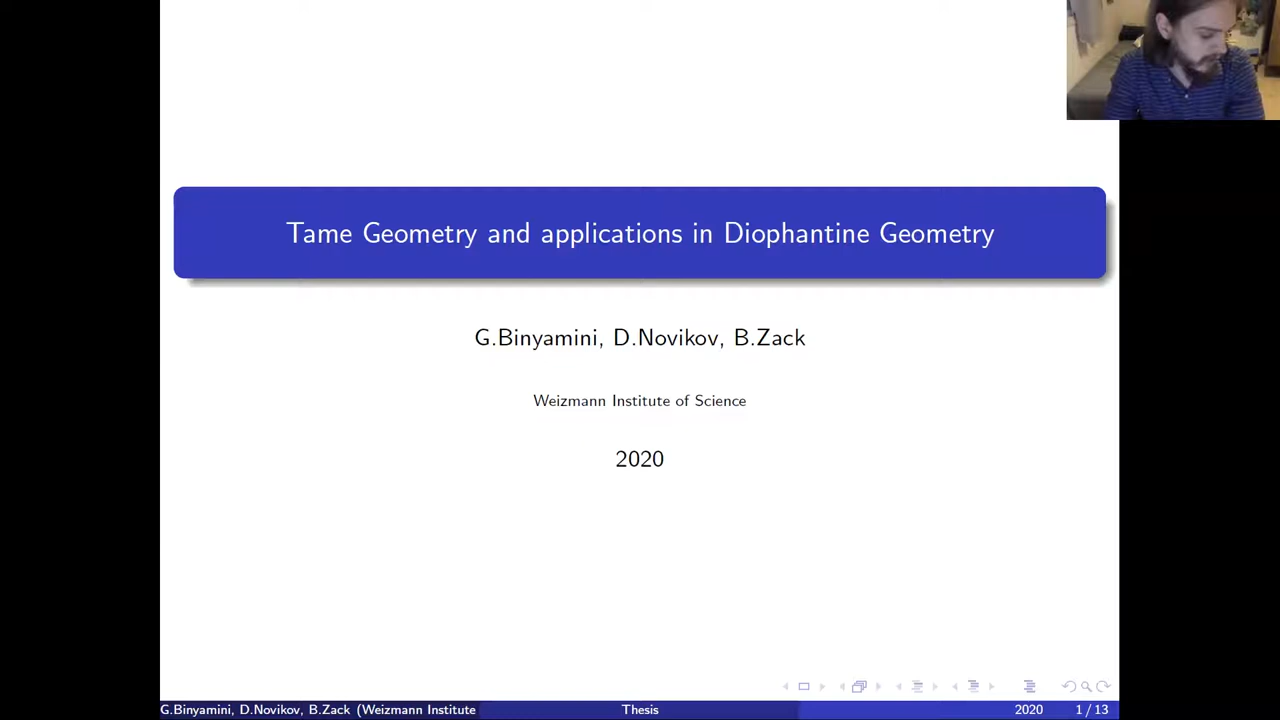 Tame Geometry and applications in Diophantine Geometry
G.Binyamini, D.Novikov, B.Zack
Weizmann Institute of Science
2020
G.Binyamini, D.Novikov, B.Zack (Weizmann Institute
Thesis
2020
1 / 13